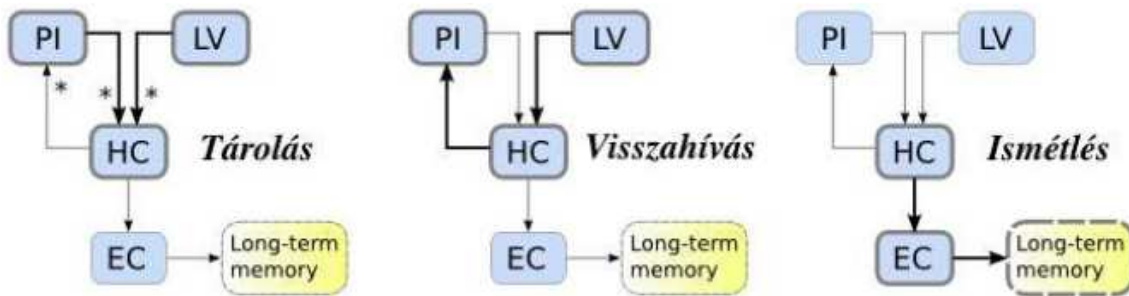 PI LV
* * *
HC Tárolás
EC Long-term
memory
PI LV
HC Visszahívás
EC Long-term
memory
PI LV
HC Ismétlés
EC Long-term
memory